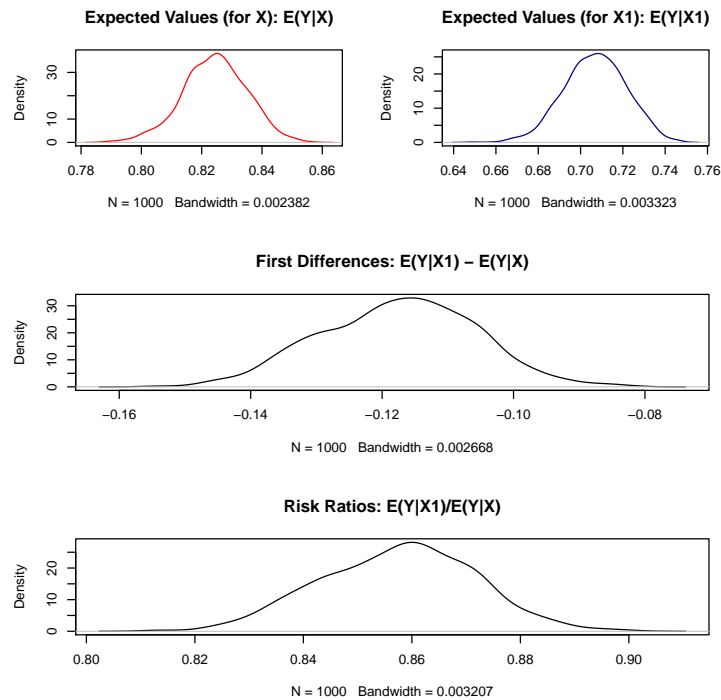 Expected Values (for X): E(Y|X)
Expected Values (for X1): E(Y|X1)
Density
0
10
30
0.78 0.80 0.82 0.84 0.86
N = 1000 Bandwidth = 0.002382
Density
0
10
20
0.64 0.66 0.68 0.70 0.72 0.74 0.76
N = 1000 Bandwidth = 0.003323
First Differences: E(Y|X1) − E(Y|X)
Density
0
10
20
30
−0.16 −0.14 −0.12 −0.10 −0.08
N = 1000 Bandwidth = 0.002668
Risk Ratios: E(Y|X1)/E(Y|X)
Density
0
10
20
0.80 0.82 0.84 0.86 0.88 0.90
N = 1000 Bandwidth = 0.003207